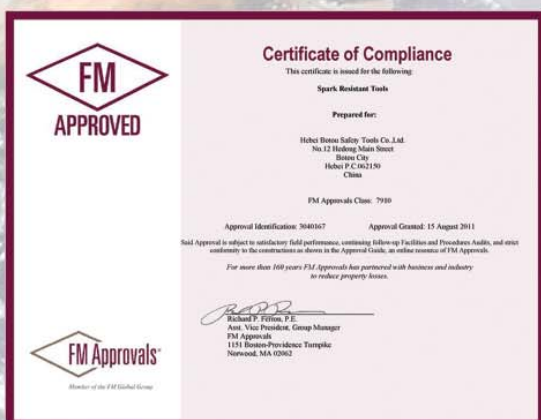 FM
APPROVED
Certificate of Compliance
This certificate is issued for the following:
Spark Resistant Tools
Prepared for:
Hebei Botou Safety Tools Co.,Ltd.
No.12 Hedong Main Street
Botou City
Hebei P.C.062150
China
FM Approvals Class: 7910
Approval Identification: 3040167 Approval Granted: 15 August 2011
Said Approval is subject to satisfactory field performance, continuing follow-up Facilities and Procedures Audits, and strict
conformity to the constructions as shown in the Approval Guide, an online resource of FM Approvals.
For more than 160 years FM Approvals has partnered with business and industry
to reduce property losses.
Richard P. Ferron, P.E.
Asst. Vice President, Group Manager
FM Approvals
1151 Boston-Providence Turnpike
Norwood, MA 02062
FM Approvals
Member of the FM Global Group